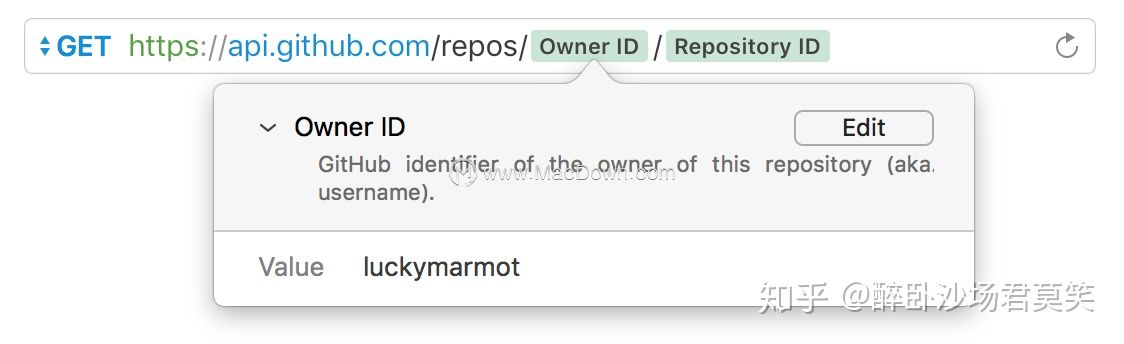 GET https://api.github.com/repos/ Owner ID / Repository ID
Owner ID
Edit
GitHub identifier of the owner of this repository (aka.
www.MacDown.com
username).
Value luckymarmot
知乎 @醉卧沙场君莫笑